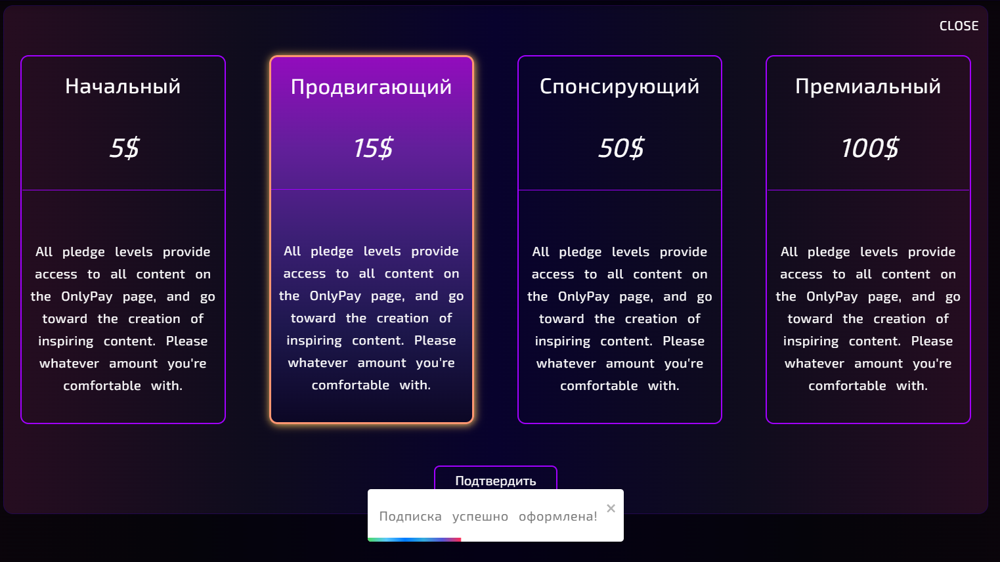 CLOSE
Начальный
5$
All pledge levels provide
access to all content on
the OnlyPay page, and go
toward the creation of
inspiring content. Please
whatever amount you're
comfortable with.
Продвигающий
15$
All pledge levels provide
access to all content on
the OnlyPay page, and go
toward the creation of
inspiring content. Please
whatever amount you're
comfortable with.
Спонсирующий
50$
All pledge levels provide
access to all content on
the OnlyPay page, and go
toward the creation of
inspiring content. Please
whatever amount you're
comfortable with.
Премиальный
100$
All pledge levels provide
access to all content on
the OnlyPay page, and go
toward the creation of
inspiring content. Please
whatever amount you're
comfortable with.
Подтвердить
Подписка успешно оформлена!